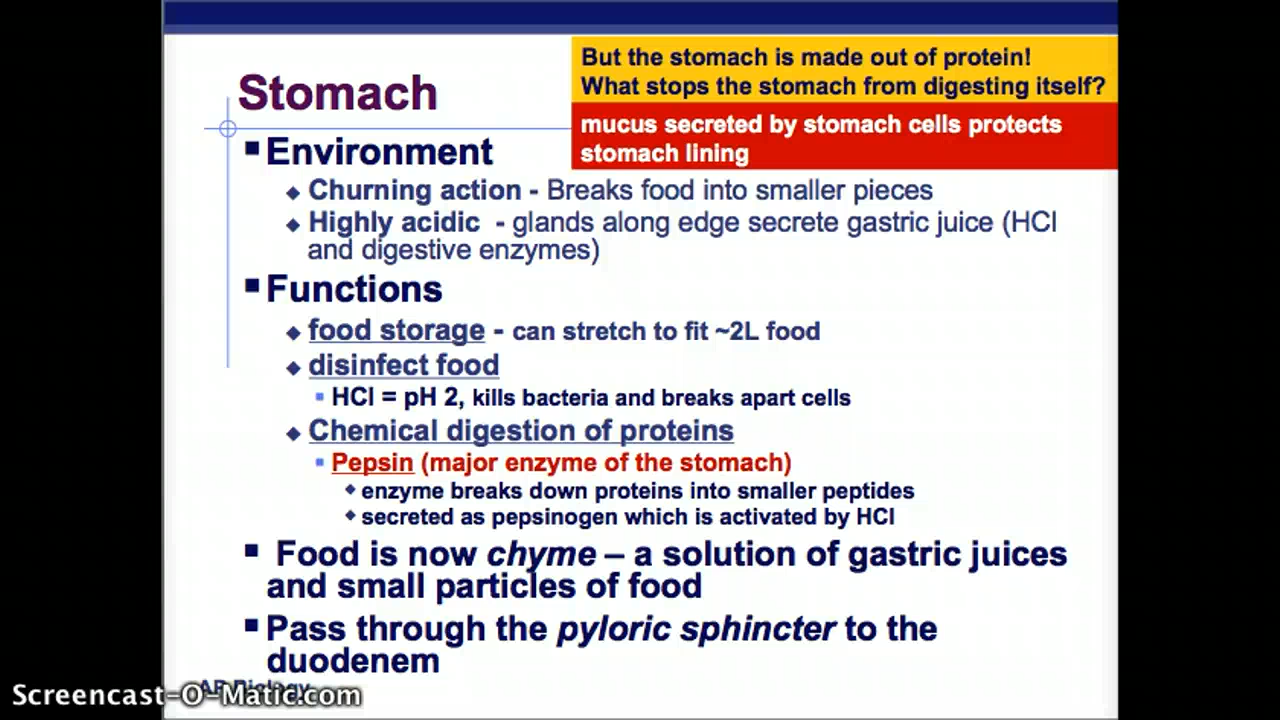 But the stomach is made out of protein!
What stops the stomach from digesting itself?
mucus secreted by stomach cells protects
stomach lining
Stomach
Environment
Churning action - Breaks food into smaller pieces
Highly acidic - glands along edge secrete gastric juice (HCl
and digestive enzymes)
Functions
food storage - can stretch to fit ~2L food
disinfect food
HCl = pH 2, kills bacteria and breaks apart cells
Chemical digestion of proteins
Pepsin (major enzyme of the stomach)
enzyme breaks down proteins into smaller peptides
secreted as pepsinogen which is activated by HCl
Food is now chyme – a solution of gastric juices
and small particles of food
Pass through the pyloric sphincter to the
duodenem
AP Biology
Screencast-O-Matic.com